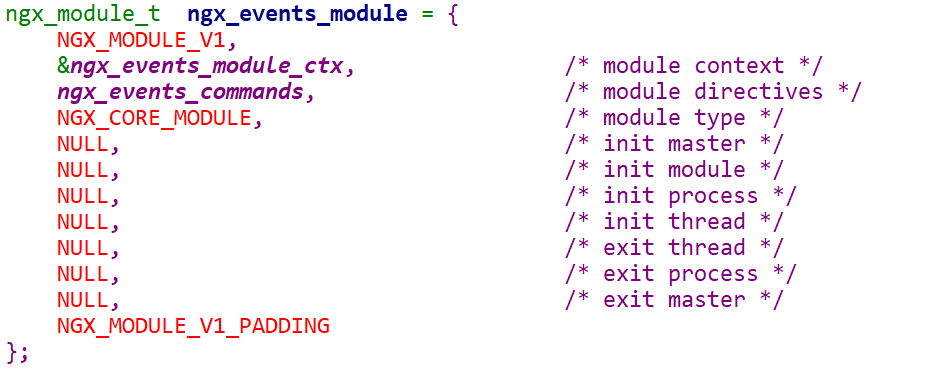 ngx_module_t  ngx_events_module = {
    NGX_MODULE_V1,
    &ngx_events_module_ctx,                /* module context */
    ngx_events_commands,                   /* module directives */
    NGX_CORE_MODULE,                       /* module type */
    NULL,                                  /* init master */
    NULL,                                  /* init module */
    NULL,                                  /* init process */
    NULL,                                  /* init thread */
    NULL,                                  /* exit thread */
    NULL,                                  /* exit process */
    NULL,                                  /* exit master */
    NGX_MODULE_V1_PADDING
};